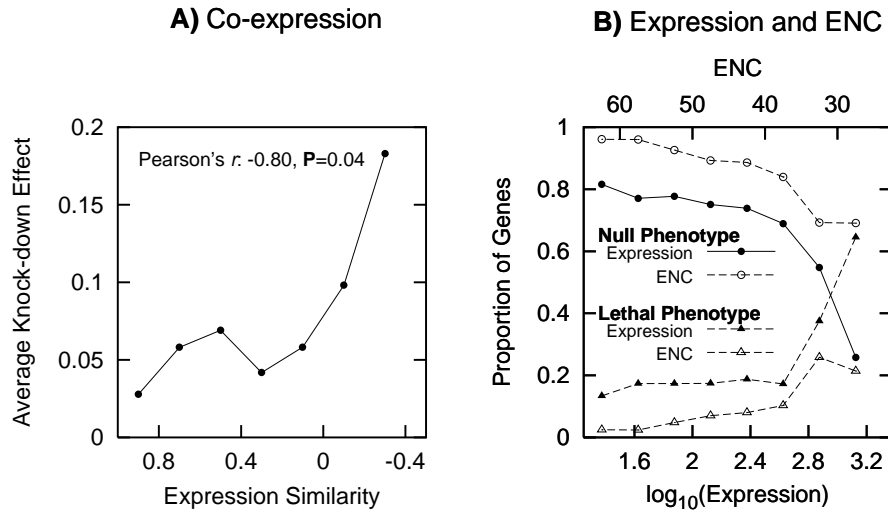 A) Co-expression
Pearson's r: -0.80, P=0.04
Average Knock-down Effect
0.2
0.15
0.1
0.05
0
0.8 0.4 0 -0.4
Expression Similarity
B) Expression and ENC
ENC
60 50 40 30
Proportion of Genes
1
0.8
0.6
0.4
0.2
0
Null Phenotype
Expression
ENC
Lethal Phenotype
Expression
ENC
1.6 2 2.4 2.8 3.2
log10(Expression)